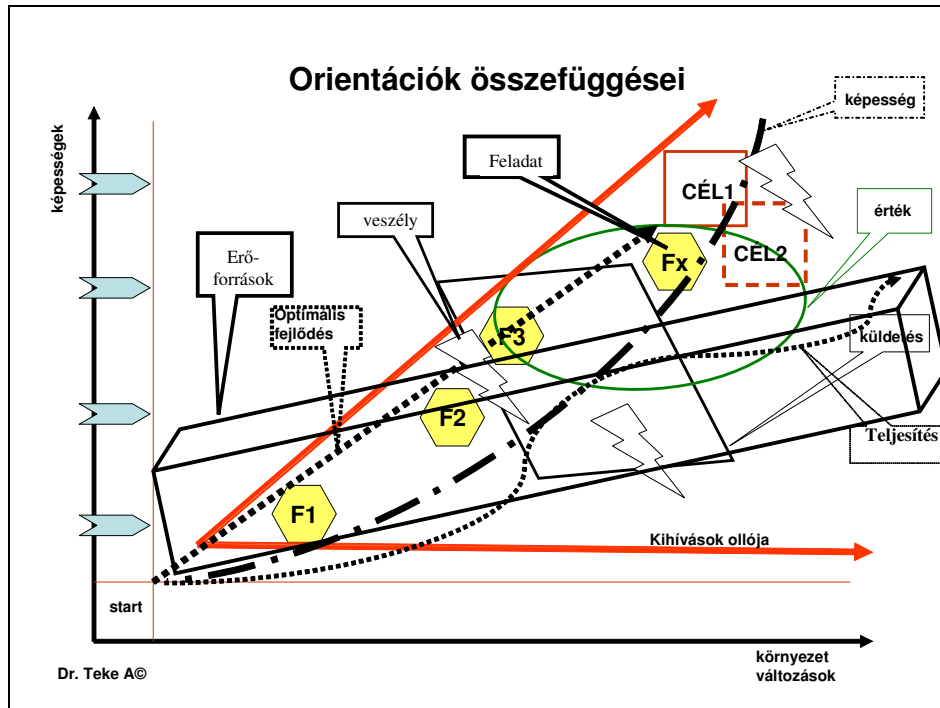 Orientációk összefüggései
képességek
képesség
Feladat
CÉL1
veszély
érték
Erő-
források
Fx
CÉL2
Optimális
fejlődés
F3
küldetés
F2
Teljesítés
F1
Kihívások ollója
start
környezet
változások
Dr. Teke A©